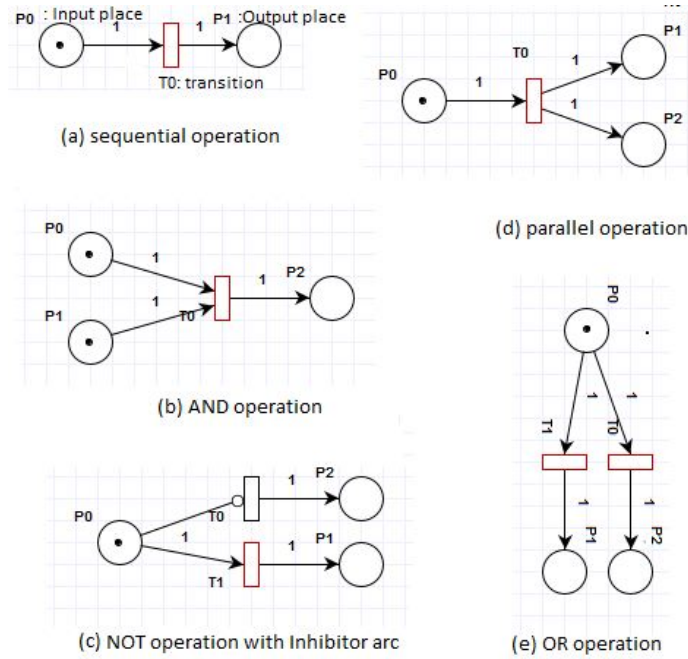 P0 : Input place
1
1
P1 :Output place
T0: transition
(a) sequential operation
P0
1
T0
1
1
P1
P2
(d) parallel operation
P0
1
P1
1
T0
1
P2
(b) AND operation
P0
T0
1
P2
1
T1
1
P1
(c) NOT operation with Inhibitor arc
P0
1
1
T1
T0
1
1
P1
P2
(e) OR operation